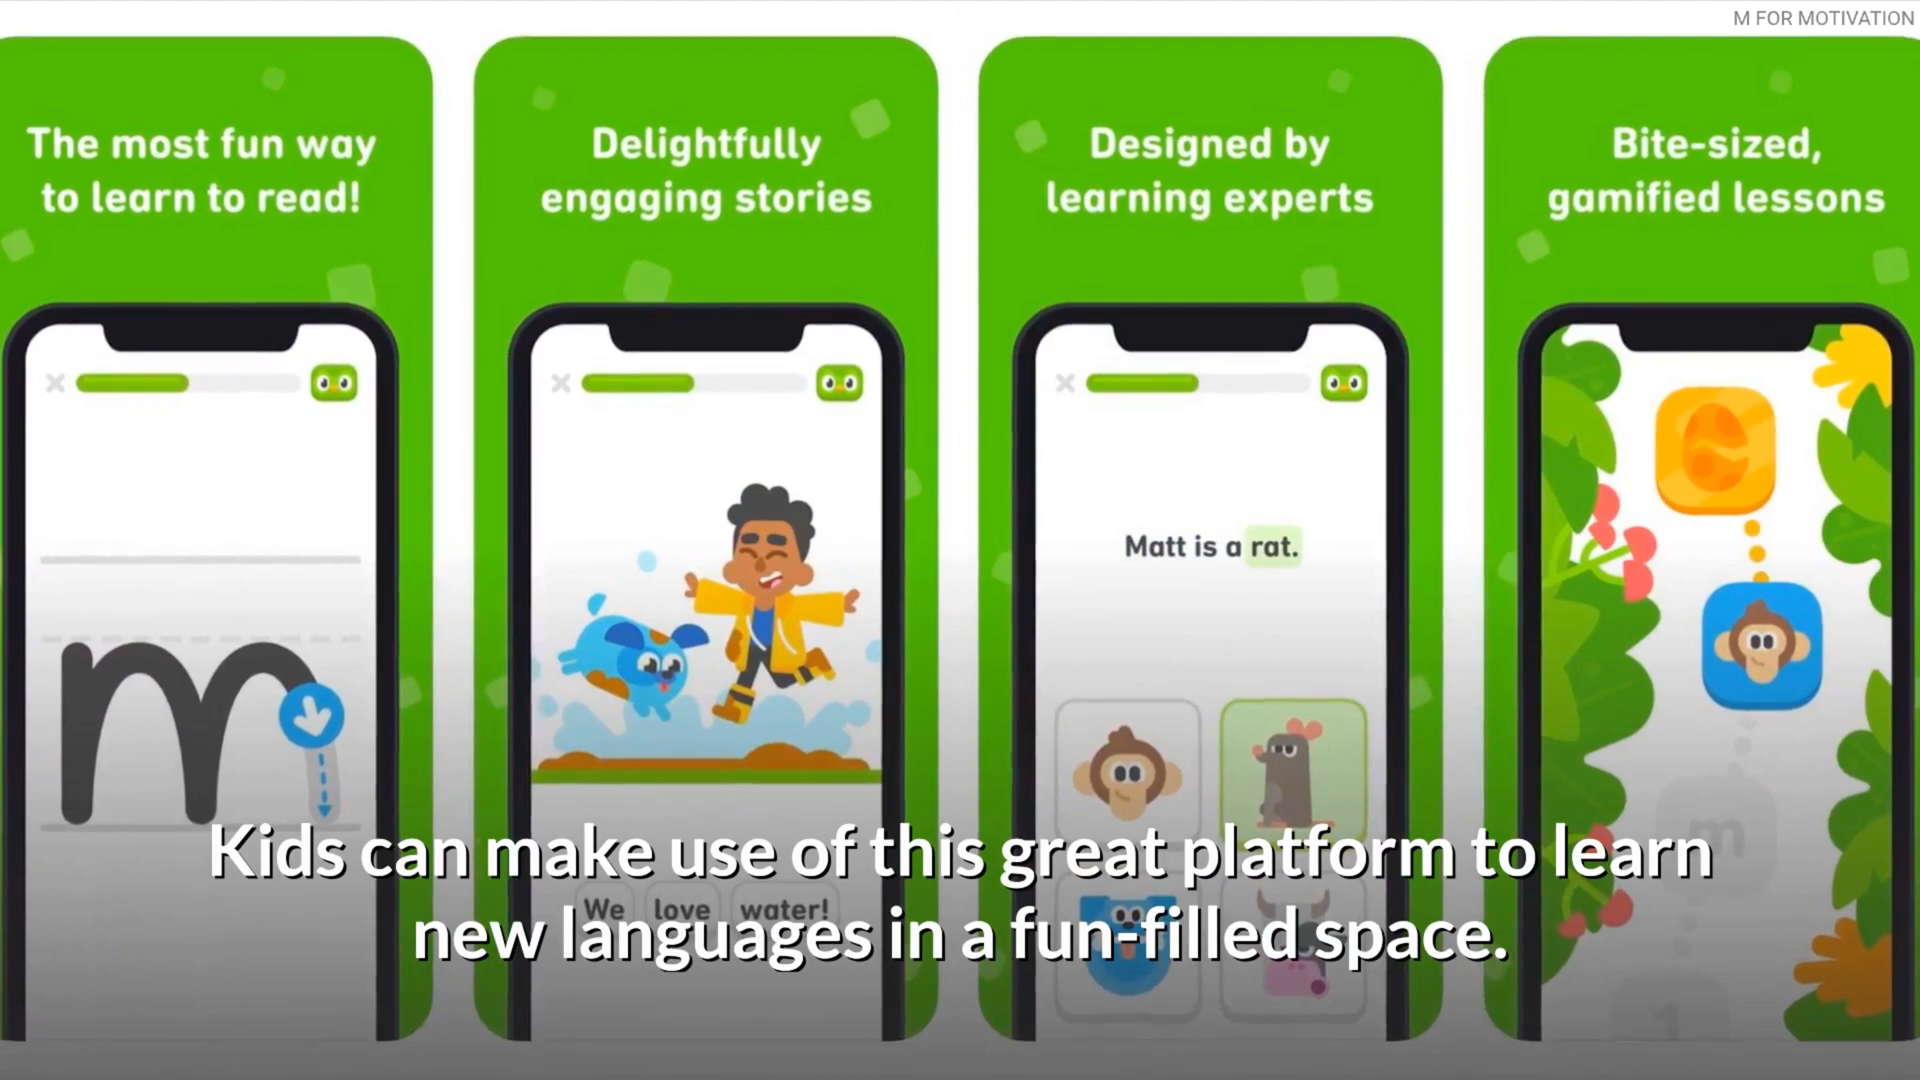 M FOR MOTIVATION
The most fun way
to learn to read!
Delightfully
engaging stories
Designed by
learning experts
Bite-sized,
gamified lessons
Matt is a rat.
m
m
We love water!
1
Kids can make use of this great platform to learn
new languages in a fun-filled space.